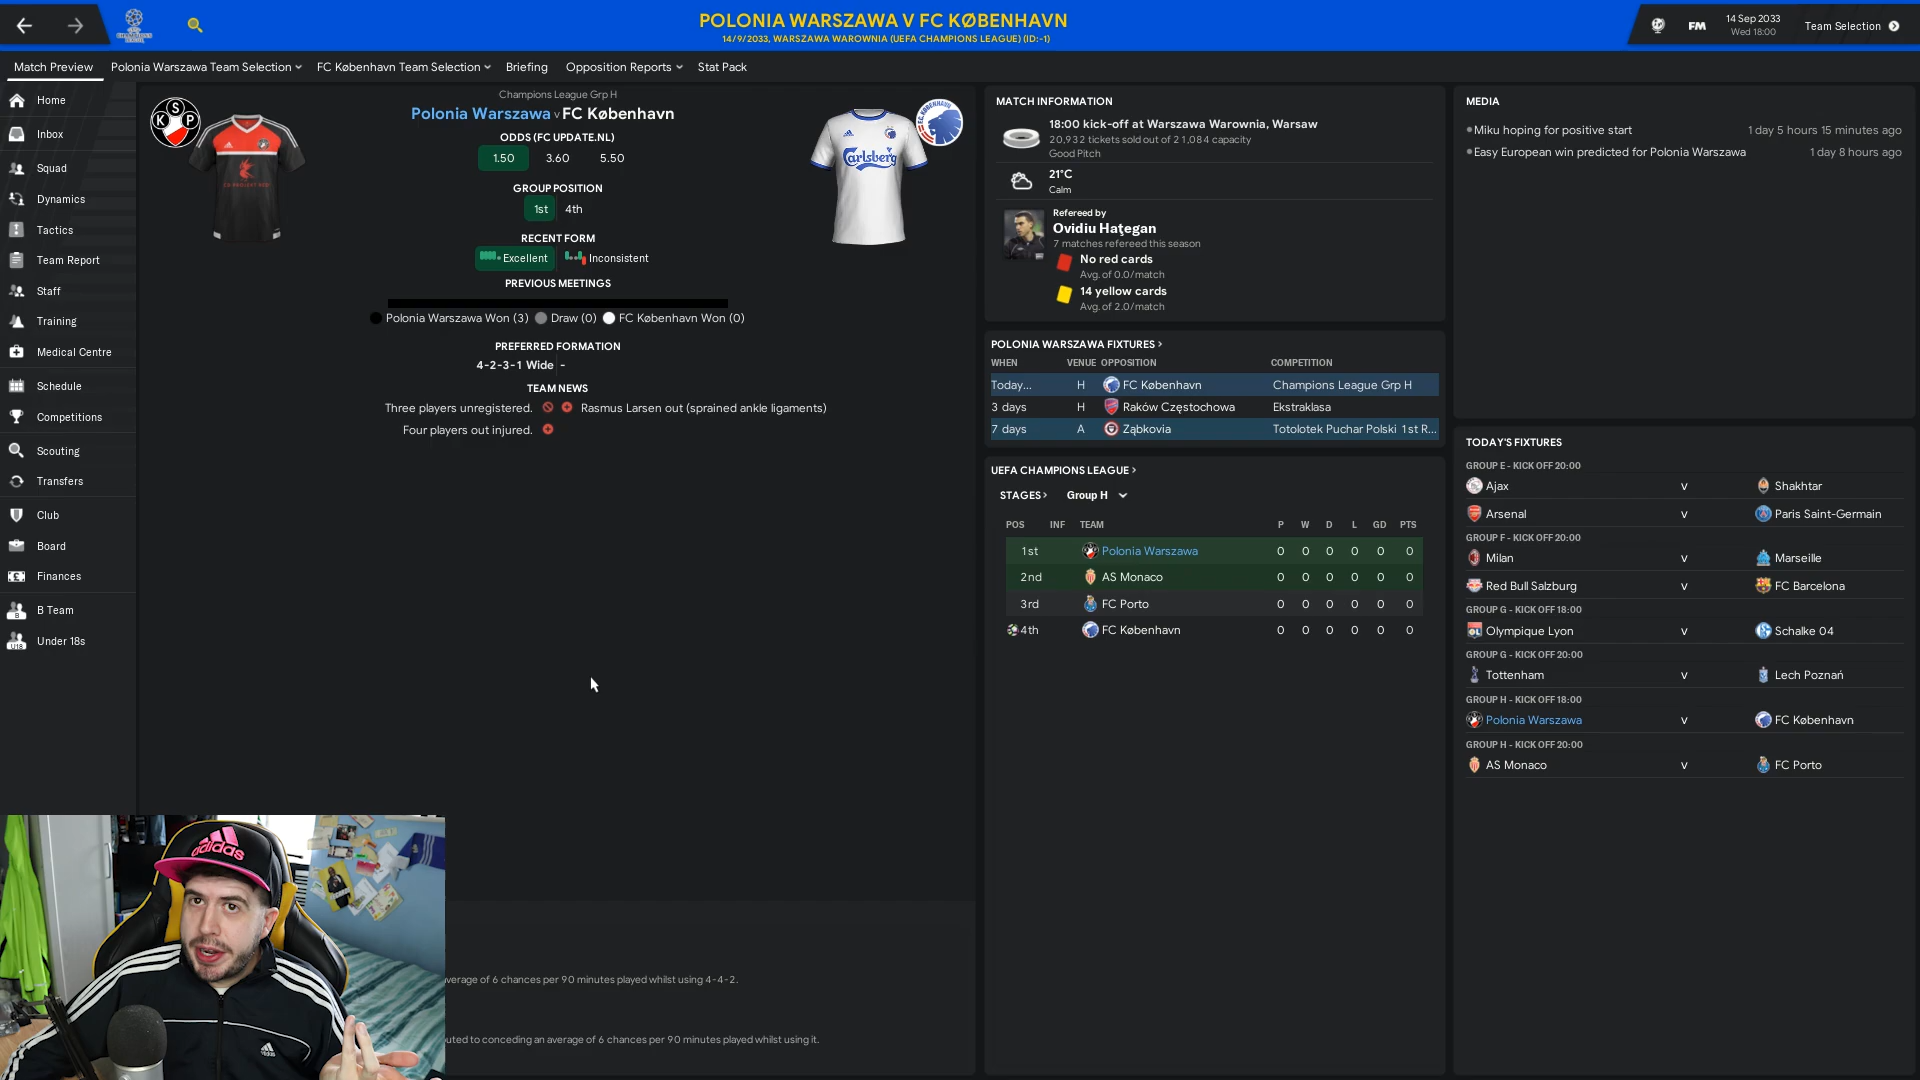 POLONIA WARSZAWA V FC KØBENHAVN
14/9/2033, WARSZAWA WAROWNIA (UEFA CHAMPIONS LEAGUE) (ID:-1)
FM
14 Sep 2033
Wed 18:00
Team Selection
Match Preview
Polonia Warszawa Team Selection
FC København Team Selection
Briefing
Opposition Reports
Stat Pack
Home
Inbox
Squad
Dynamics
Tactics
Team Report
Staff
Training
Medical Centre
Schedule
Competitions
Scouting
Transfers
Club
Board
Finances
B Team
Under 18s
Champions League Grp H
Polonia Warszawa v FC København
ODDS (FC UPDATE.NL)
1.50 3.60 5.50
GROUP POSITION
1st 4th
RECENT FORM
Excellent Inconsistent
PREVIOUS MEETINGS
Polonia Warszawa Won (3) Draw (0) FC København Won (0)
PREFERRED FORMATION
4-2-3-1 Wide -
TEAM NEWS
Three players unregistered. Rasmus Larsen out (sprained ankle ligaments)
Four players out injured.
KSP
Carlsberg
verage of 6 chances per 90 minutes played whilst using 4-4-2.
uted to conceding an average of 6 chances per 90 minutes played whilst using it.
adidas
adidas
MATCH INFORMATION
18:00 kick-off at Warszawa Warownia, Warsaw
20,932 tickets sold out of 21,084 capacity
Good Pitch
21°C
Calm
Refereed by
Ovidiu Haţegan
7 matches refereed this season
No red cards
Avg. of 0.0/match
14 yellow cards
Avg. of 2.0/match
POLONIA WARSZAWA FIXTURES >
WHEN VENUE OPPOSITION COMPETITION
Today... H FC København Champions League Grp H
3 days H Raków Częstochowa Ekstraklasa
7 days A Ząbkovia Totolotek Puchar Polski 1st R...
UEFA CHAMPIONS LEAGUE >
STAGES > Group H
POS INF TEAM P W D L GD PTS
1st Polonia Warszawa 0 0 0 0 0 0
2nd AS Monaco 0 0 0 0 0 0
3rd FC Porto 0 0 0 0 0 0
4th FC København 0 0 0 0 0 0
MEDIA
Miku hoping for positive start 1 day 5 hours 15 minutes ago
Easy European win predicted for Polonia Warszawa 1 day 8 hours ago
TODAY'S FIXTURES
GROUP E - KICK OFF 20:00
Ajax v Shakhtar
Arsenal v Paris Saint-Germain
GROUP F - KICK OFF 20:00
Milan v Marseille
Red Bull Salzburg v FC Barcelona
GROUP G - KICK OFF 18:00
Olympique Lyon v Schalke 04
GROUP G - KICK OFF 20:00
Tottenham v Lech Poznań
GROUP H - KICK OFF 18:00
Polonia Warszawa v FC København
GROUP H - KICK OFF 20:00
AS Monaco v FC Porto